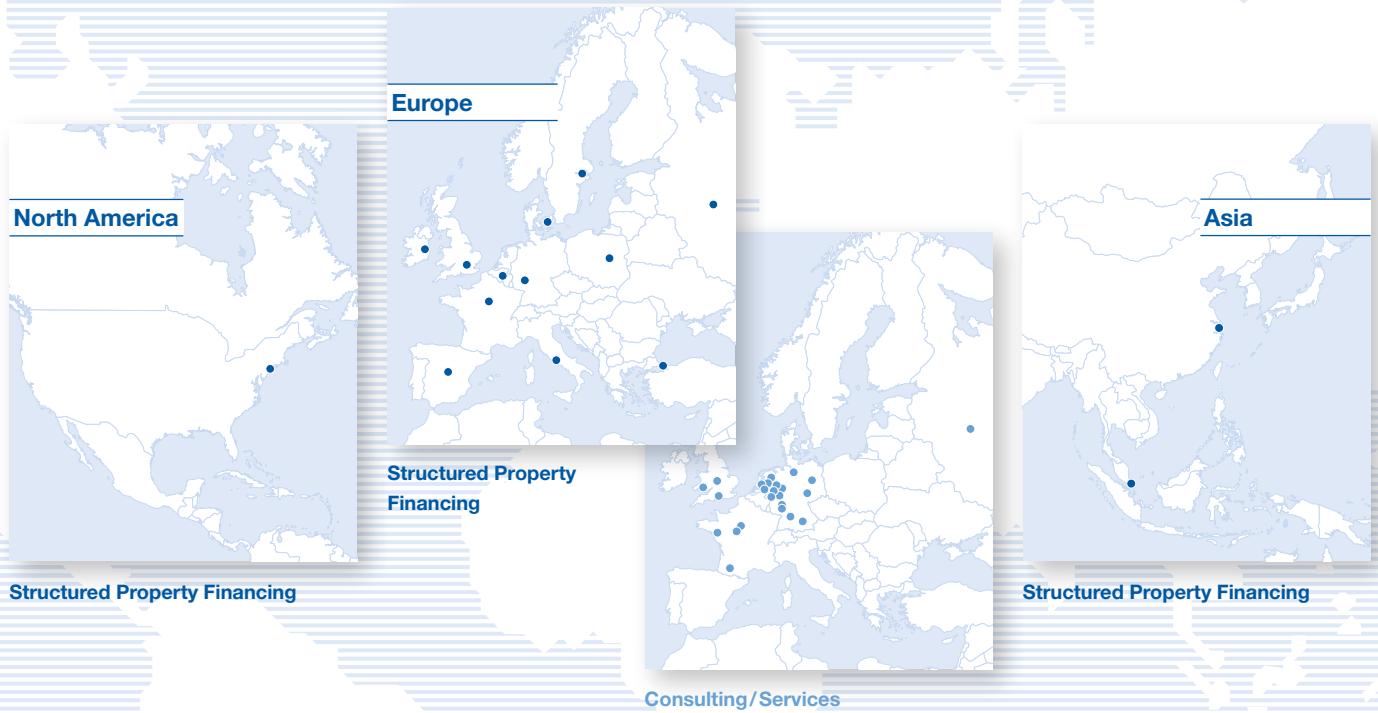 Europe
North America
Asia
Structured Property
Financing
Structured Property Financing
Structured Property Financing
Consulting/Services